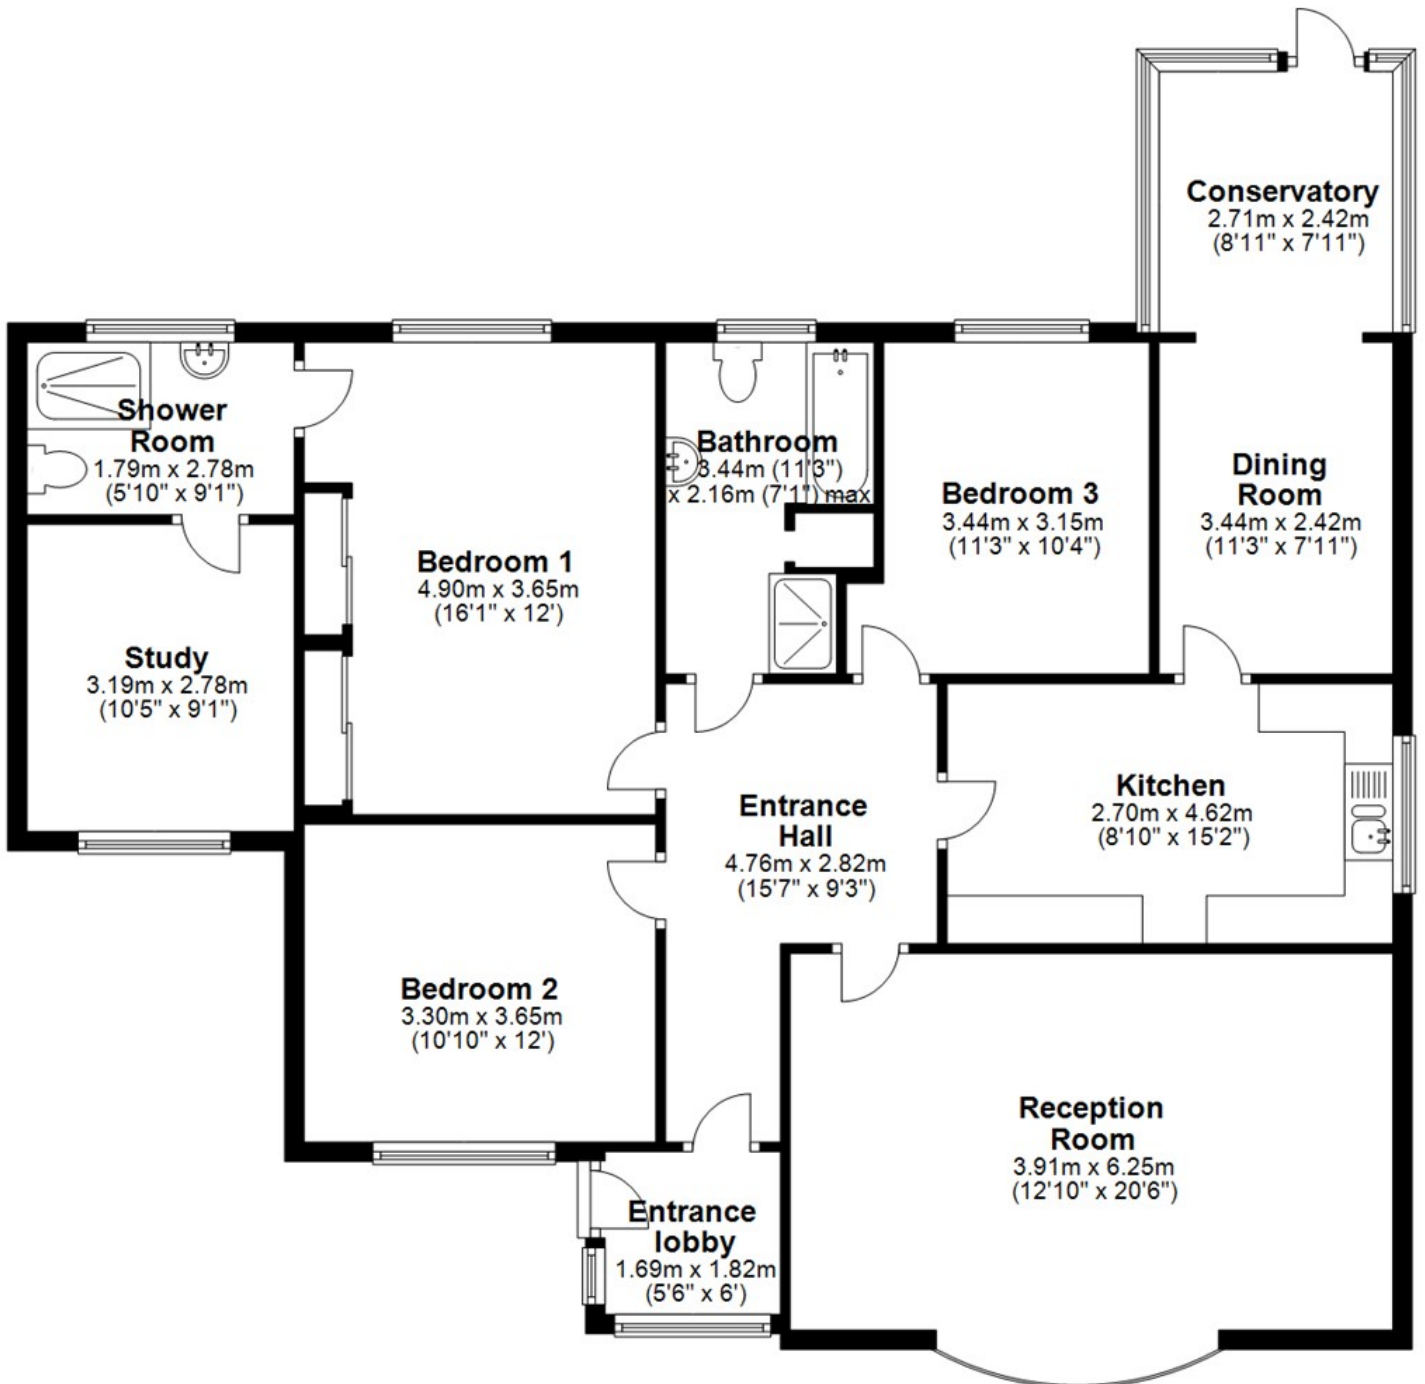 Conservatory
2.71m x 2.42m
(8'11" x 7'11")
Shower
Room
1.79m x 2.78m
(5'10" x 9'1")
Bathroom
3.44m (11'3")
x 2.16m (7'1") max
Bedroom 3
3.44m x 3.15m
(11'3" x 10'4")
Dining
Room
3.44m x 2.42m
(11'3" x 7'11")
Bedroom 1
4.90m x 3.65m
(16'1" x 12')
Study
3.19m x 2.78m
(10'5" x 9'1")
Entrance
Hall
4.76m x 2.82m
(15'7" x 9'3")
Kitchen
2.70m x 4.62m
(8'10" x 15'2")
Bedroom 2
3.30m x 3.65m
(10'10" x 12')
Reception
Room
3.91m x 6.25m
(12'10" x 20'6")
Entrance
lobby
1.69m x 1.82m
(5'6" x 6')